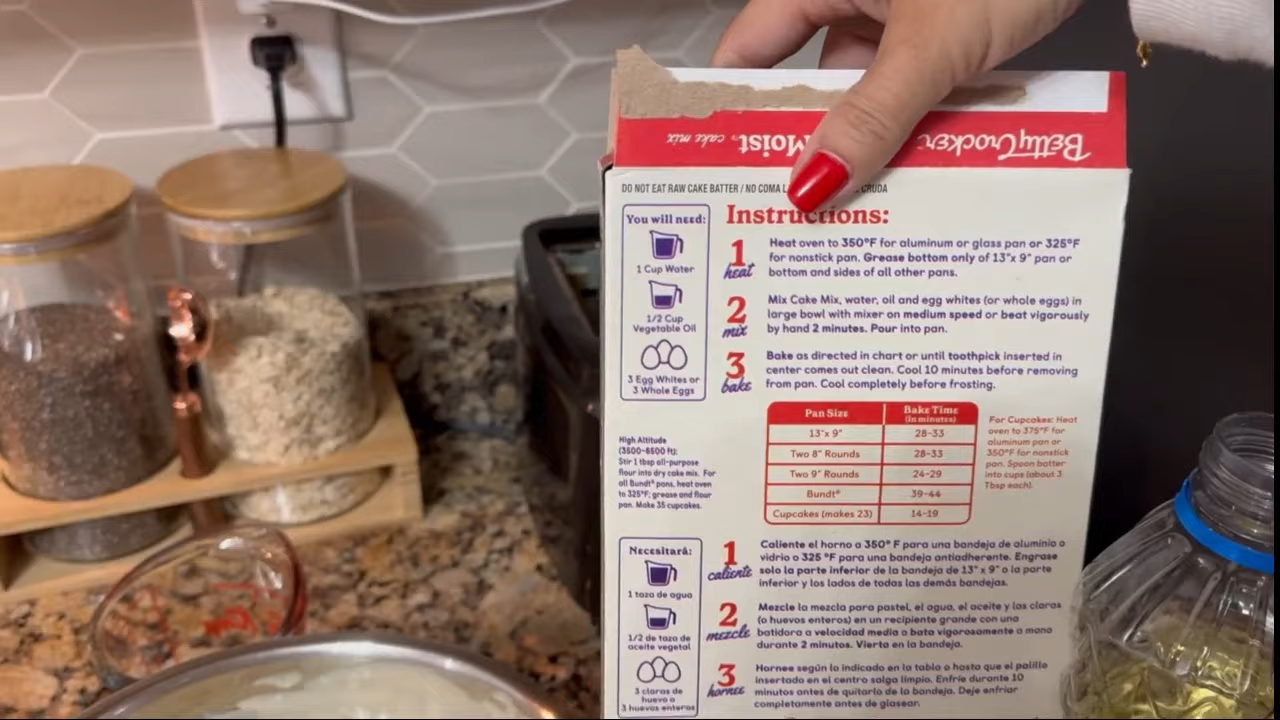 Betty Crocker Moist cake mix
DO NOT EAT RAW CAKE BATTER / NO COMA CRUDA
Instructions:
You will need:
1 Cup Water
1/2 Cup
Vegetable Oil
3 Egg Whites or
3 Whole Eggs
1
heat
Heat oven to 350°F for aluminum or glass pan or 325°F
for nonstick pan. Grease bottom only of 13"x 9" pan or
bottom and sides of all other pans.
2
mix
Mix Cake Mix, water, oil and egg whites (or whole eggs) in
large bowl with mixer on medium speed or beat vigorously
by hand 2 minutes. Pour into pan.
3
bake
Bake as directed in chart or until toothpick inserted in
center comes out clean. Cool 10 minutes before removing
from pan. Cool completely before frosting.
High Altitude
(3500-6500 ft):
Stir 1 tbsp all-purpose
flour into dry cake mix. For
all Bundt® pans, heat oven
to 325°F; grease and flour
pan. Make 35 cupcakes.
Pan Size Bake Time
(in minutes)
13"x 9" 28-33
Two 8" Rounds 28-33
Two 9" Rounds 24-29
Bundt® 39-44
Cupcakes (makes 23) 14-19
For Cupcakes: Heat
oven to 375°F for
aluminum pan or
350°F for nonstick
pan. Spoon batter
into cups (about 3
Tbsp each).
Necesitará:
1 taza de agua
1/2 de taza de
aceite vegetal
3 claras de
huevo o
3 huevos enteros
1
caliente
Caliente el horno a 350° F para una bandeja de aluminio o
vidrio o 325 °F para una bandeja antiadherente. Engrase
solo la parte inferior de la bandeja de 13" x 9" o la parte
inferior y los lados de todas las demás bandejas.
2
mezcle
Mezcle la mezcla para pastel, el agua, el aceite y las claras
(o huevos enteros) en un recipiente grande con una
batidora a velocidad media o bata vigorosamente a mano
durante 2 minutos. Vierta en la bandeja.
3
hornee
Hornee según lo indicado en la tabla o hasta que el palillo
insertado en el centro salga limpio. Enfríe durante 10
minutos antes de quitarlo de la bandeja. Deje enfriar
completamente antes de glasear.